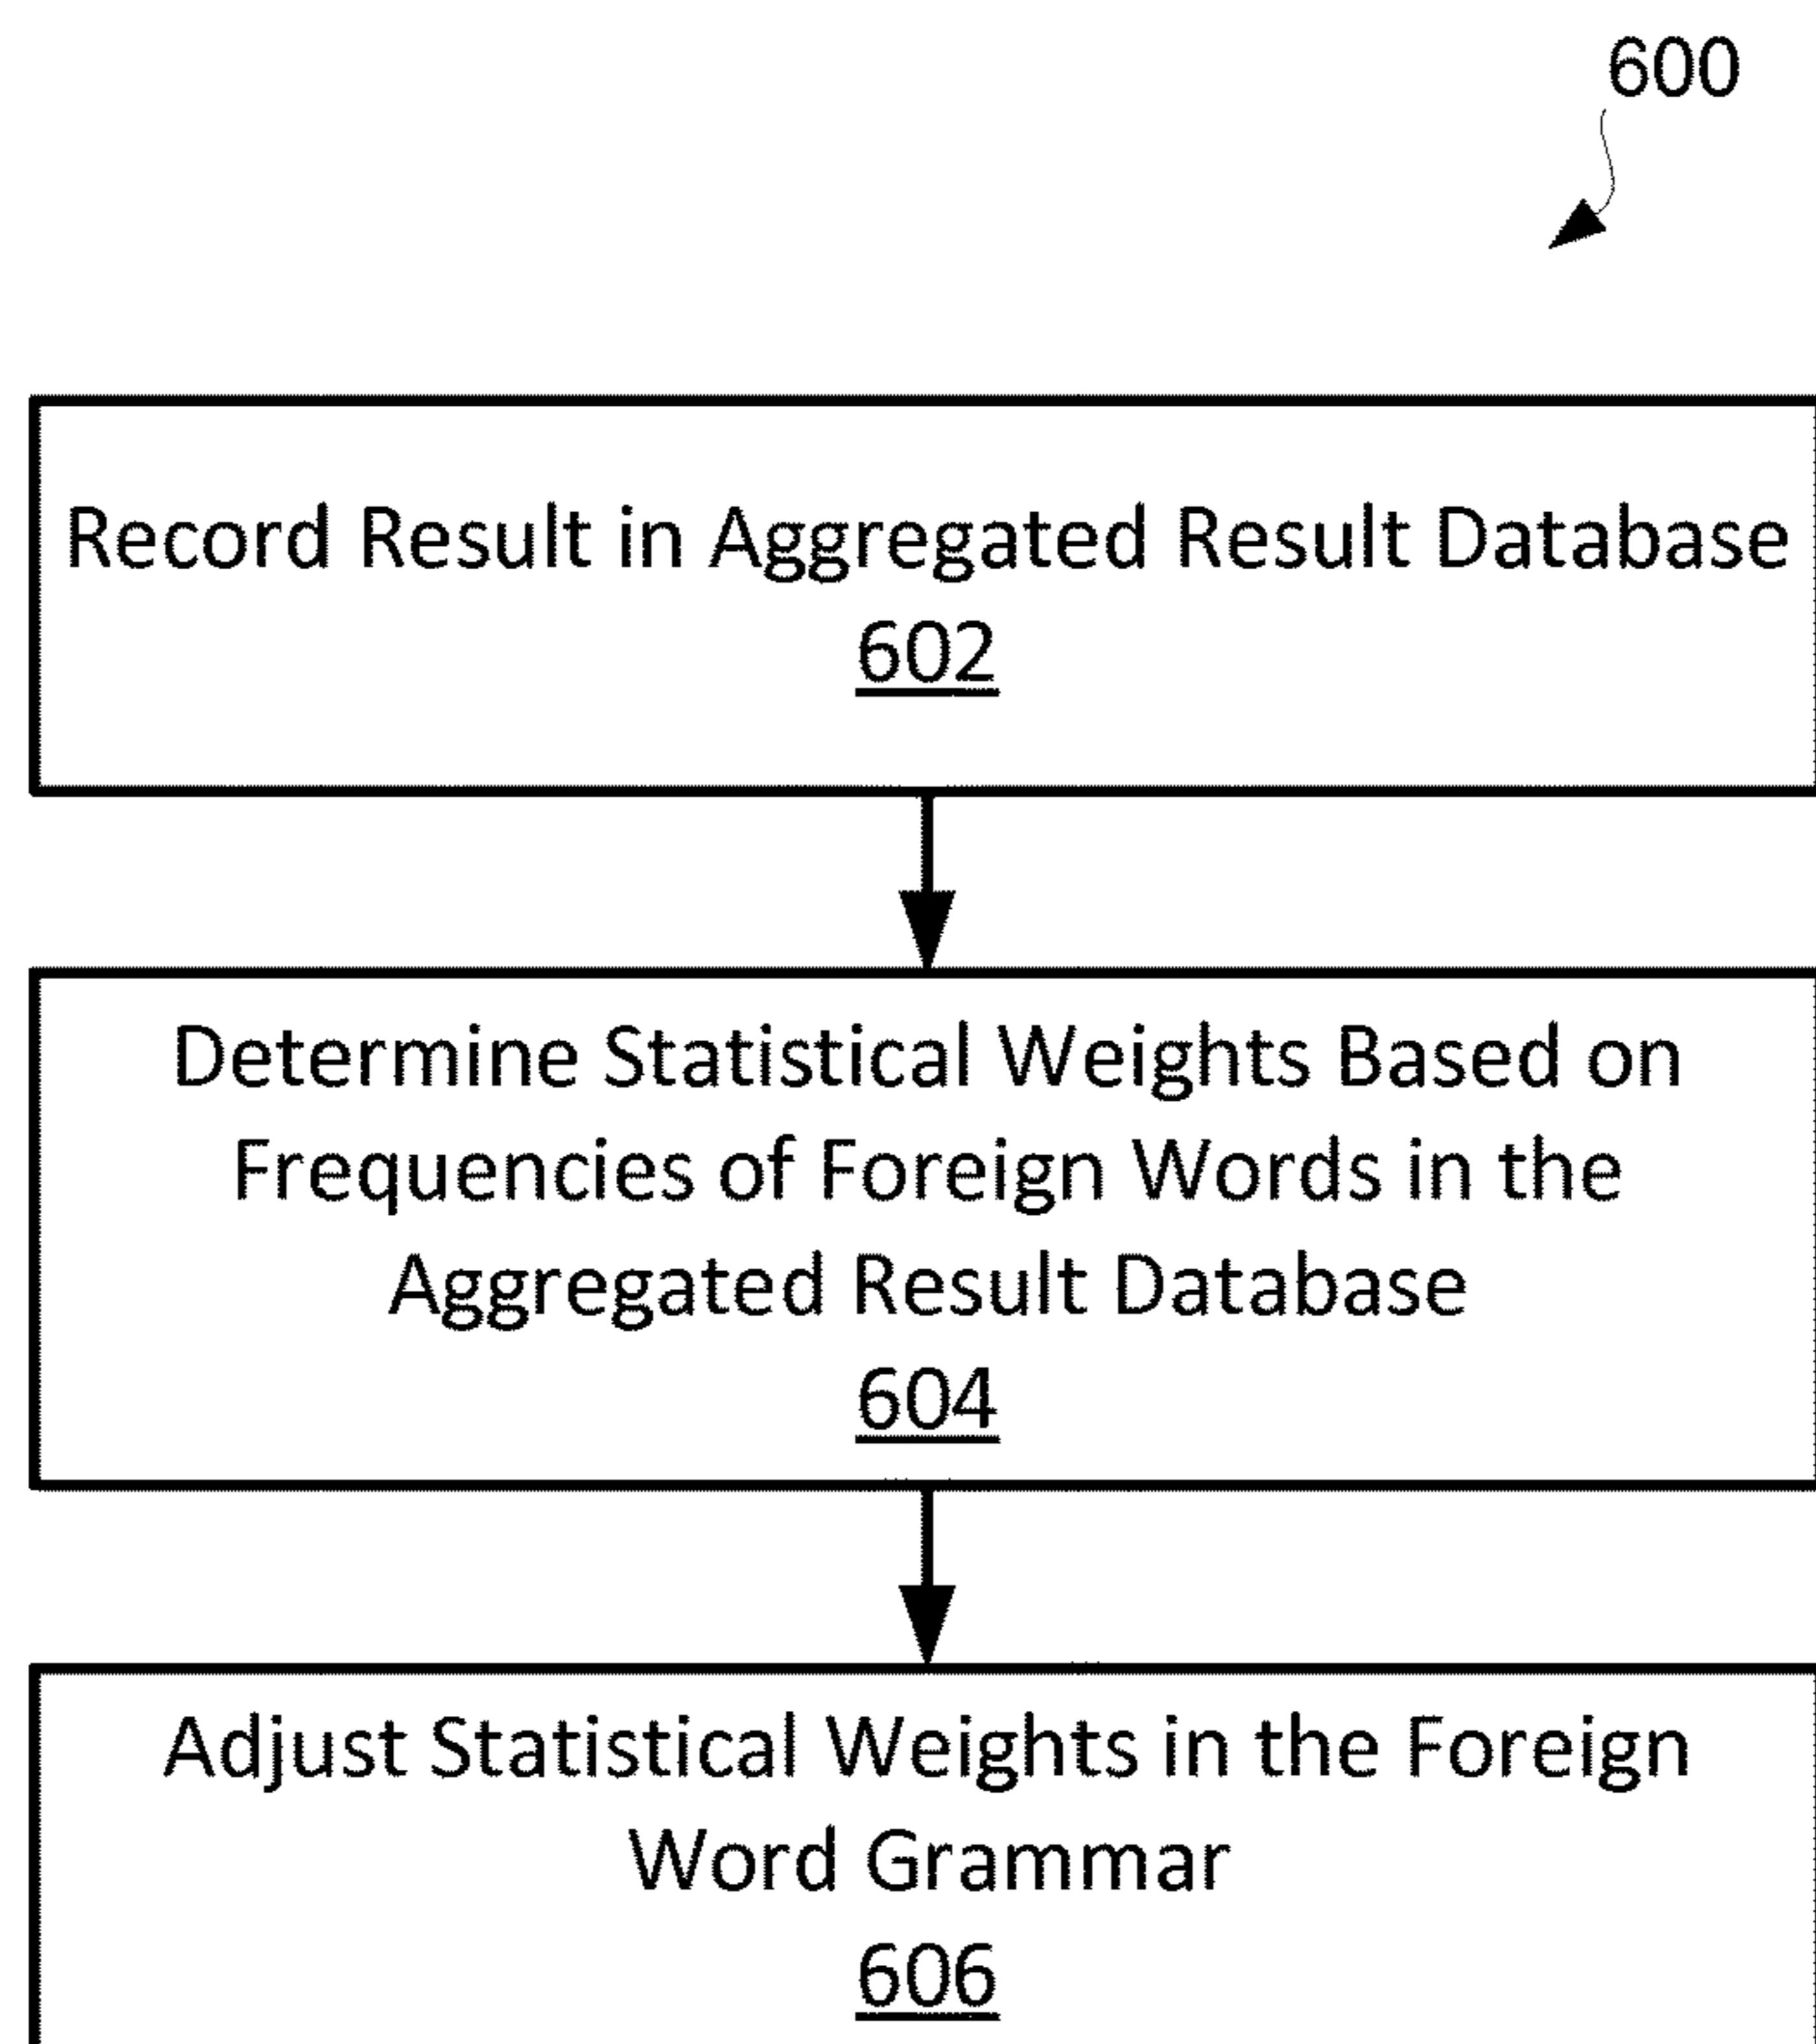 600
Record Result in Aggregated Result Database
602
Determine Statistical Weights Based on
Frequencies of Foreign Words in the
Aggregated Result Database
604
Adjust Statistical Weights in the Foreign
Word Grammar
606